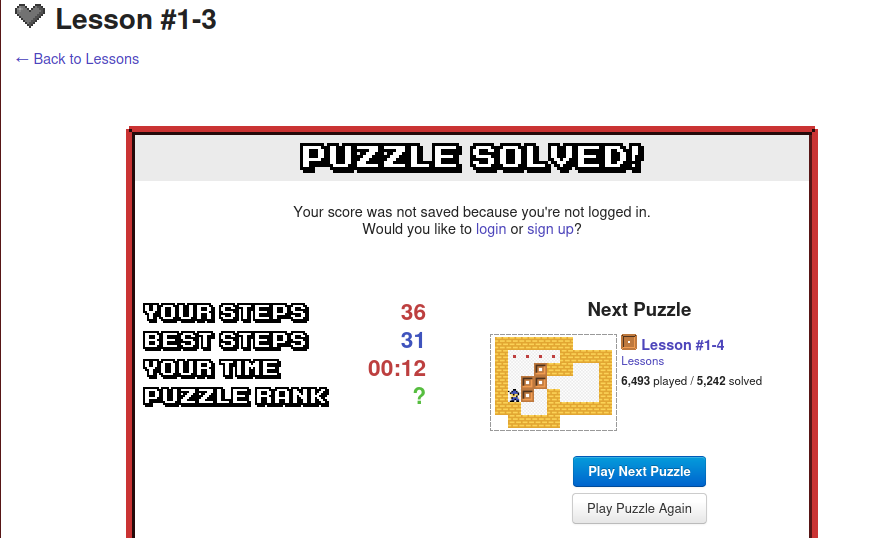 Lesson #1-3
← Back to Lessons
PUZZLE SOLVED!
Your score was not saved because you're not logged in.
Would you like to login or sign up?
YOUR STEPS 36
BEST STEPS 31
YOUR TIME 00:12
PUZZLE RANK ?
Next Puzzle
Lesson #1-4
Lessons
6,493 played / 5,242 solved
Play Next Puzzle
Play Puzzle Again